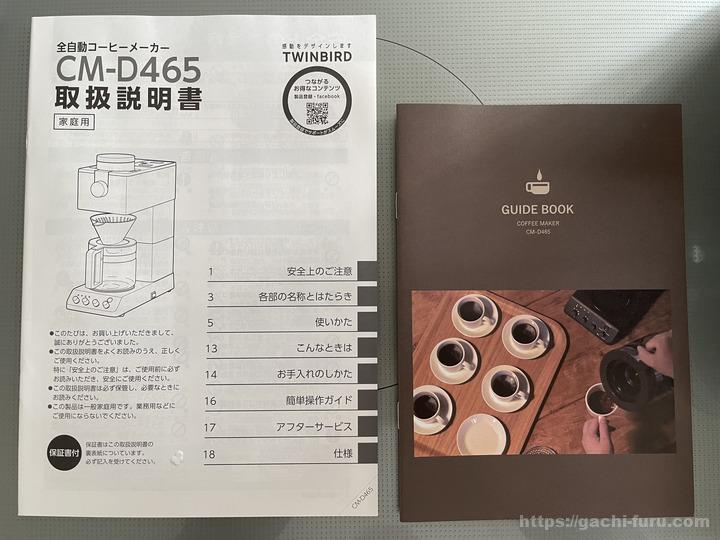 全自動コーヒーメーカー
CM-D465
取扱説明書
家庭用
感動をデザインします
TWINBIRD
つながる
お得なコンテンツ
製品登録・facebook
1 安全上のご注意
3 各部の名称とはたらき
5 使いかた
13 こんなときは
14 お手入れのしかた
16 簡単操作ガイド
17 アフターサービス
18 仕様
●このたびは、お買い上げいただきまして、
誠にありがとうございました。
●この取扱説明書をよくお読みのうえ、正しく
ご使用ください。
特に「安全上のご注意」は、ご使用前に必ず
お読みいただき、安全にご使用ください。
●この取扱説明書は必ず保管し、必要なときに
お読みください。
●この製品は一般家庭用です。業務用などに
ご使用にならないでください。
保証書付
保証書はこの取扱説明書の
裏表紙についています。
必ず記入を受けてください。
CM-D465
GUIDE BOOK
COFFEE MAKER
CM-D465
https://gachi-furu.com